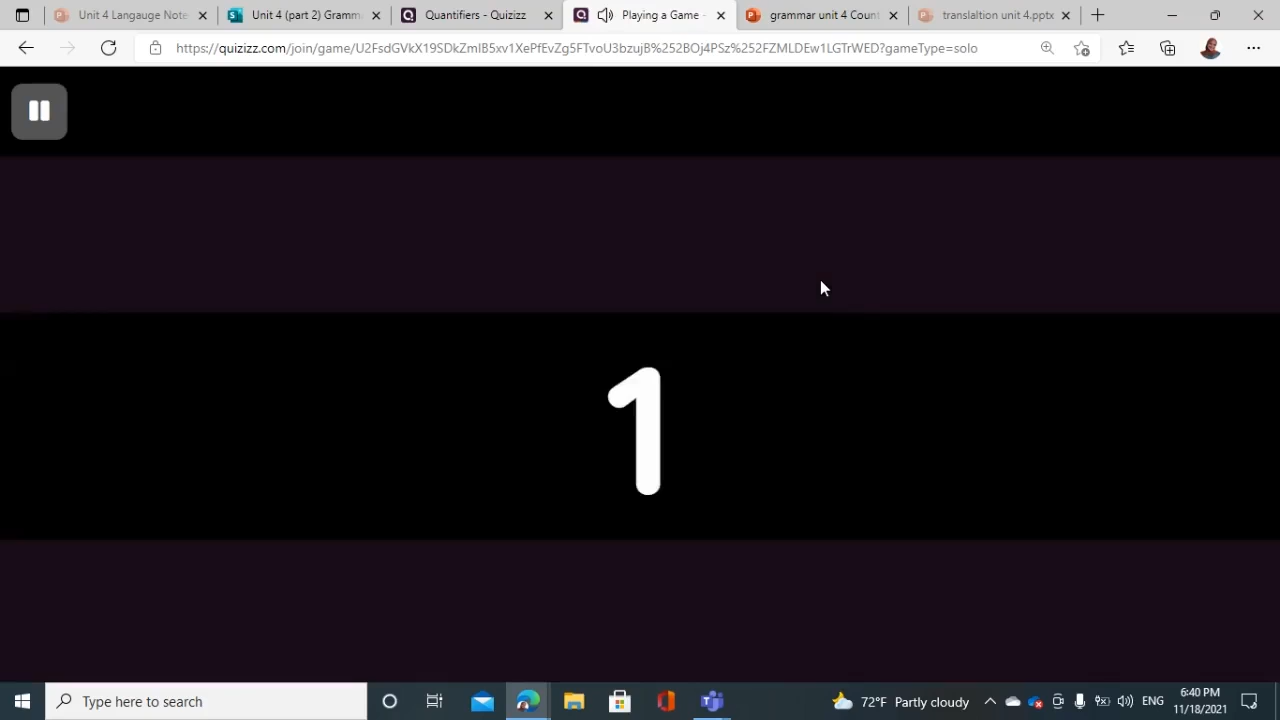 Unit 4 Langauge Note
Unit 4 (part 2) Gramm
Quantifiers - Quizizz
Playing a Game -
grammar unit 4 Count
translaltion unit 4.pptx
https://quizizz.com/join/game/U2FsdGVkX19SDkZmIB5xv1XePfEvZg5FTvoU3bzujB%252BOj4PSz%252FZMLDEw1LGTrWED?gameType=solo
1
Type here to search
72°F Partly cloudy
ENG
6:40 PM
11/18/2021